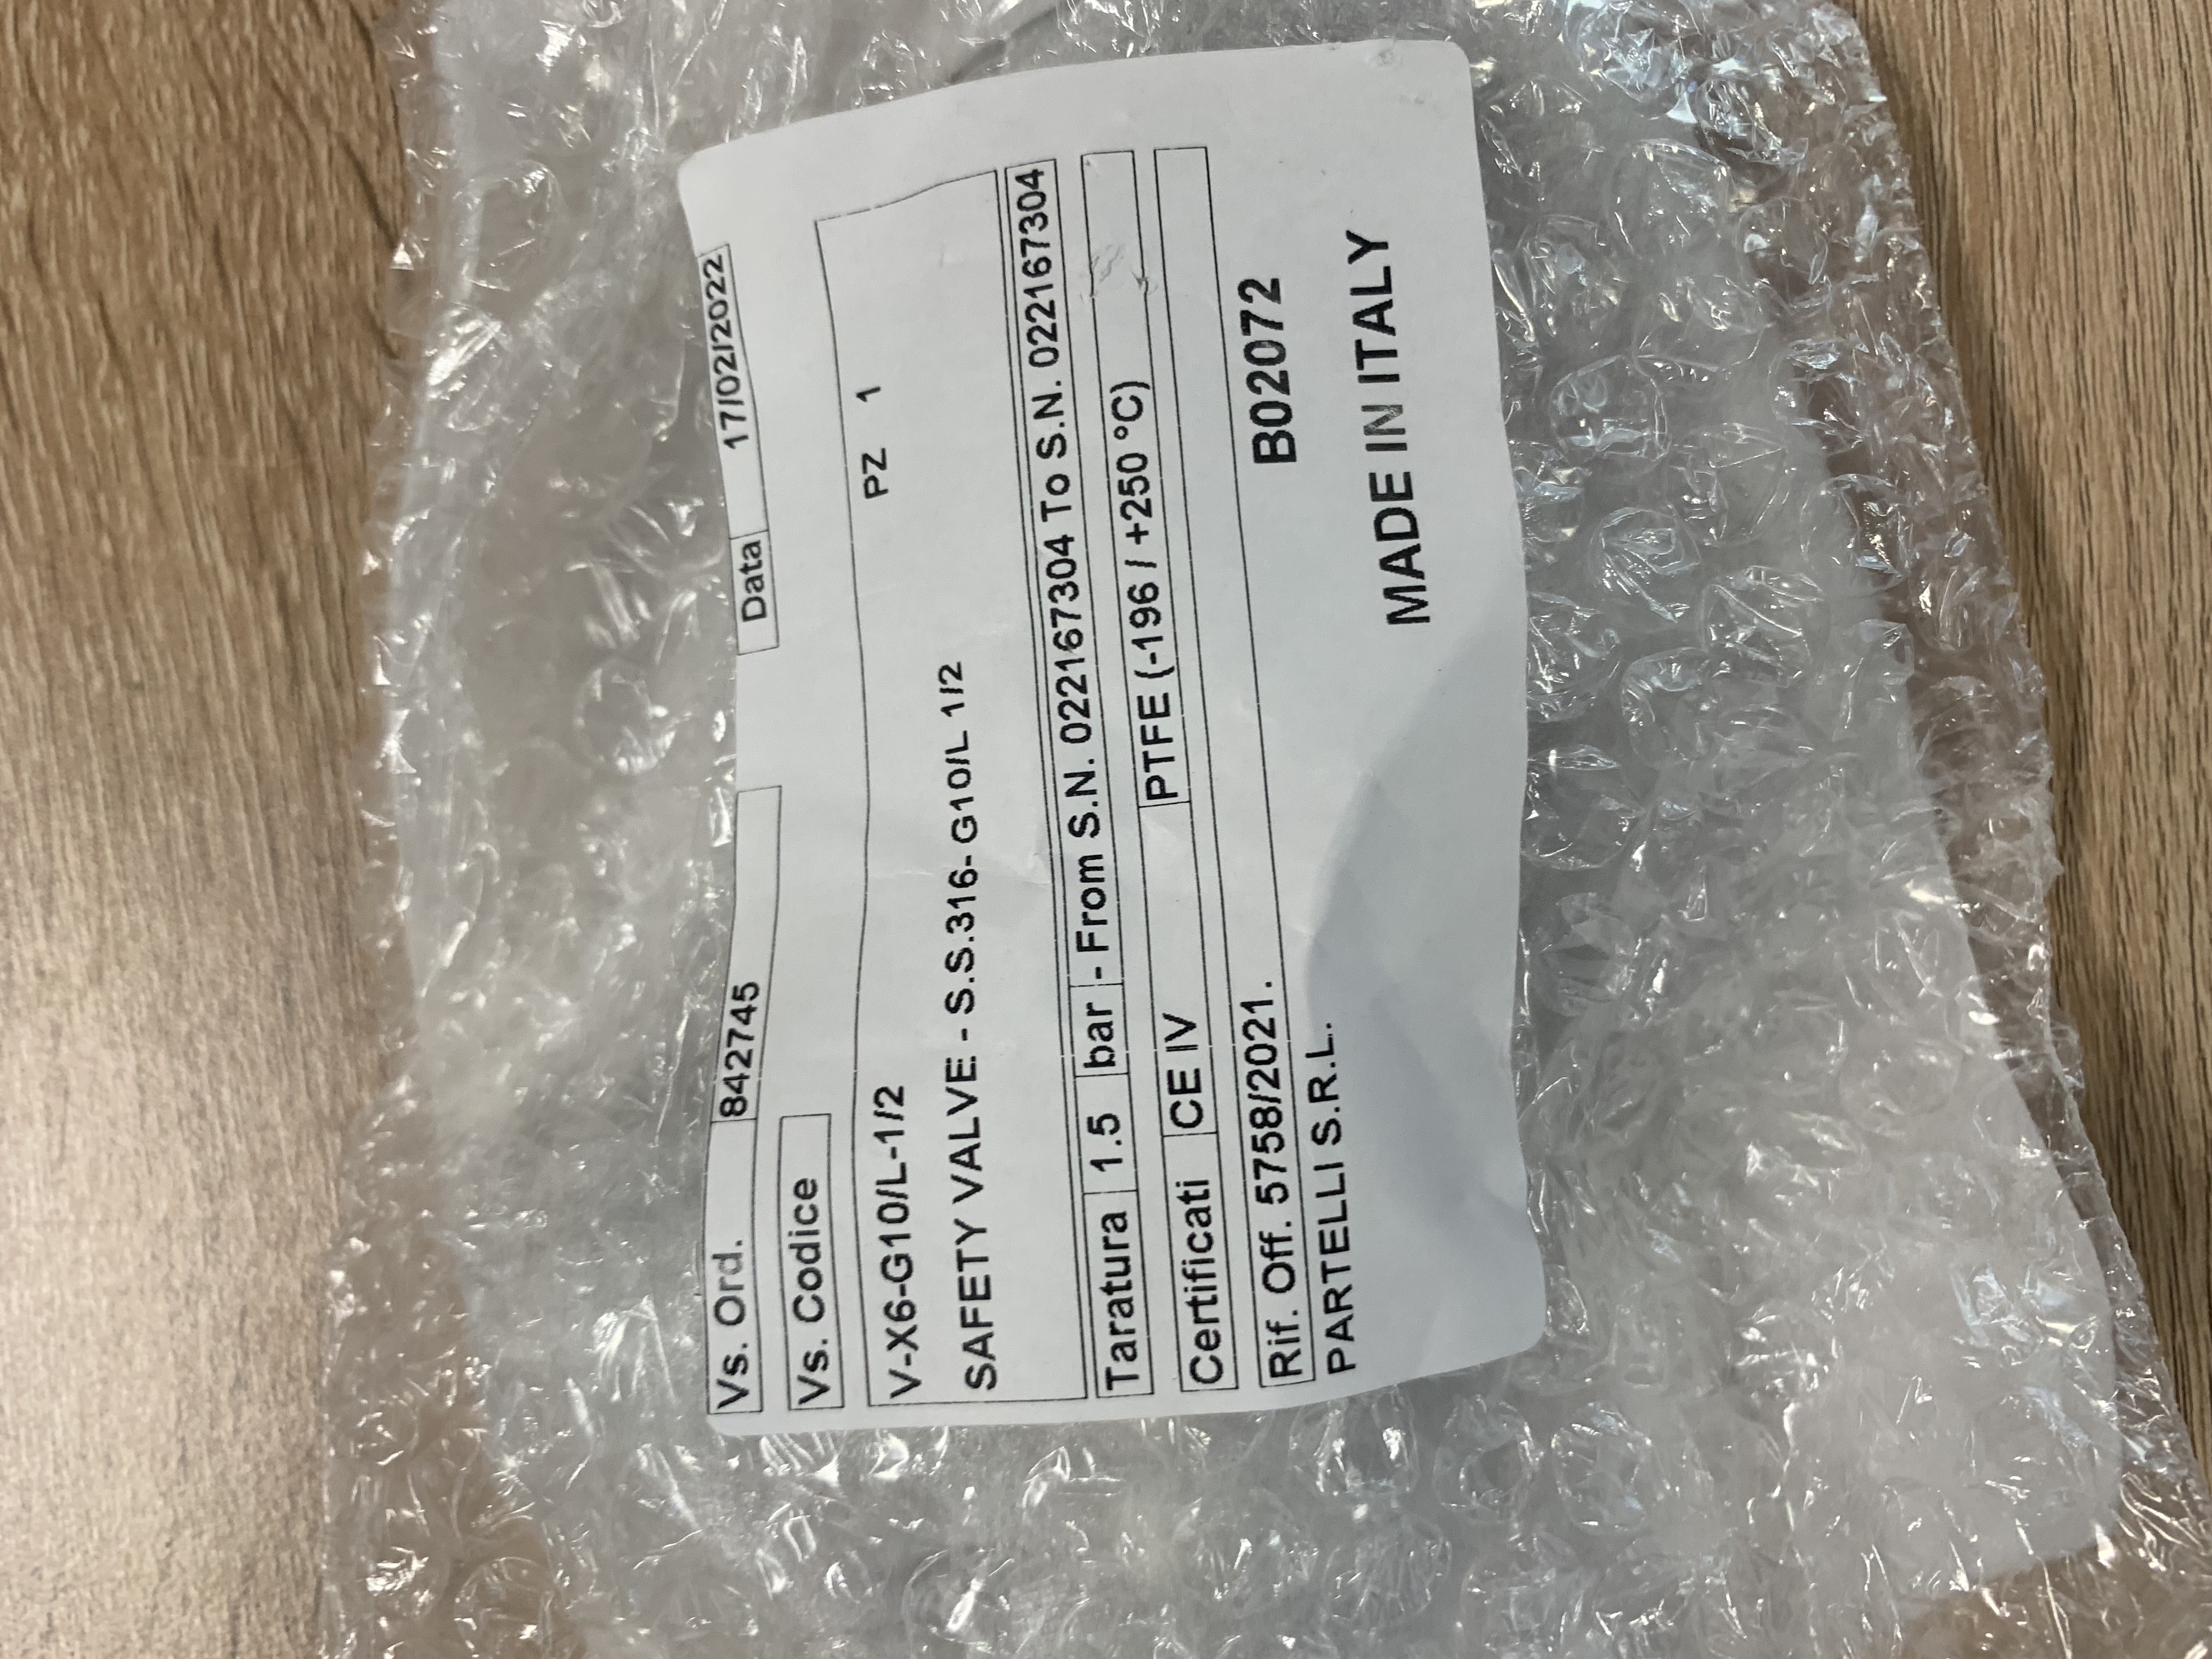 Vs. Ord. 842745 Data 17/02/2022
Vs. Codice
V-X6-G10/L-1/2 PZ 1
SAFETY VALVE - S.S.316- G10/L 1/2
Taratura 1.5 bar - From S.N. 022167304 To S.N. 022167304
Certificati CE IV PTFE (-196 / +250 °C)
Rif. Off. 5758/2021.
PARTELLI S.R.L. B02072
MADE IN ITALY